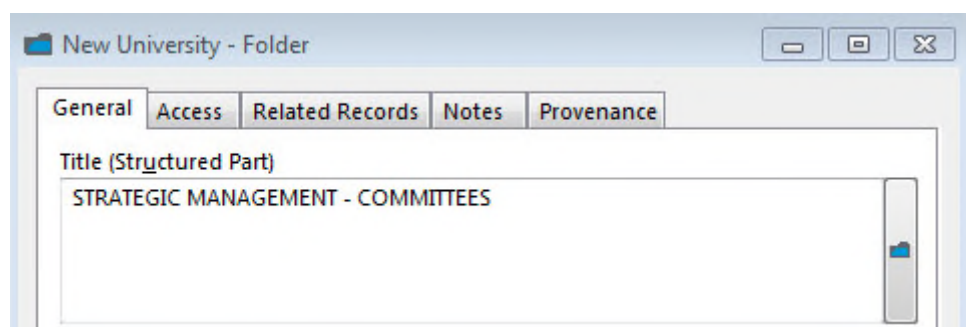 New University - Folder
General Access Related Records Notes Provenance
Title (Structured Part)
STRATEGIC MANAGEMENT - COMMITTEES